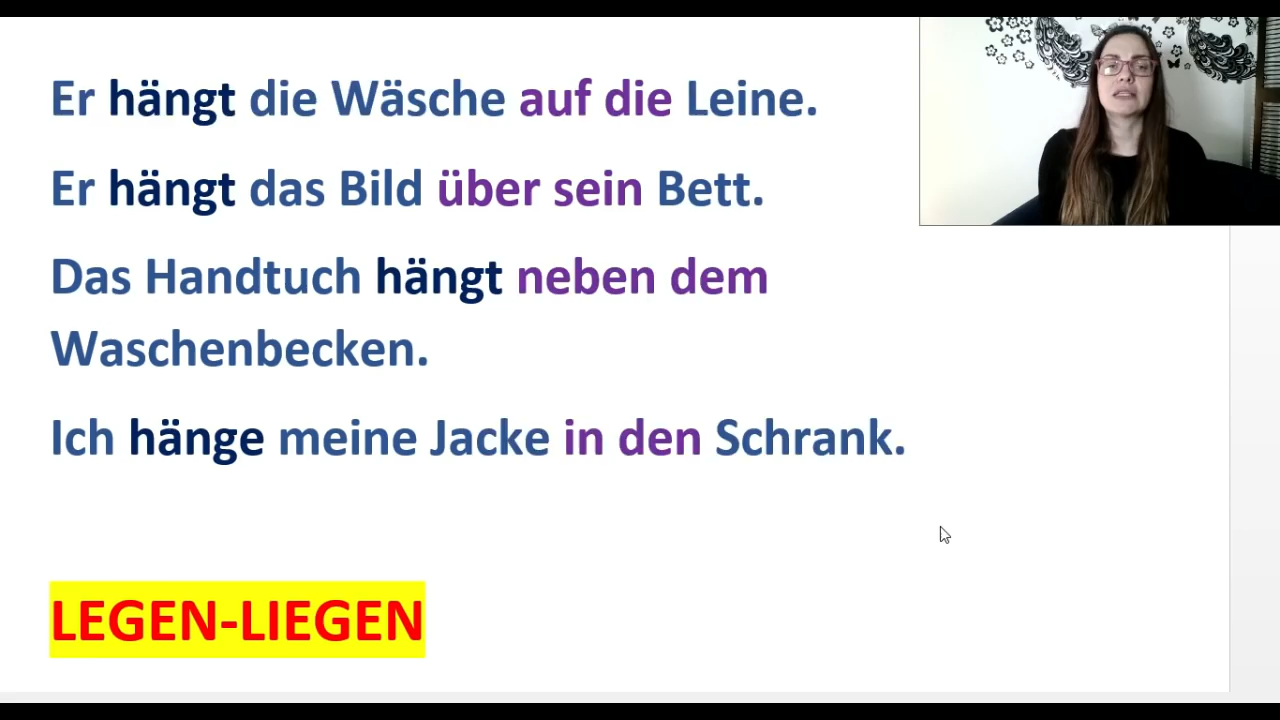 Er hängt die Wäsche auf die Leine.
Er hängt das Bild über sein Bett.
Das Handtuch hängt neben dem
Waschenbecken.
Ich hänge meine Jacke in den Schrank.
LEGEN-LIEGEN